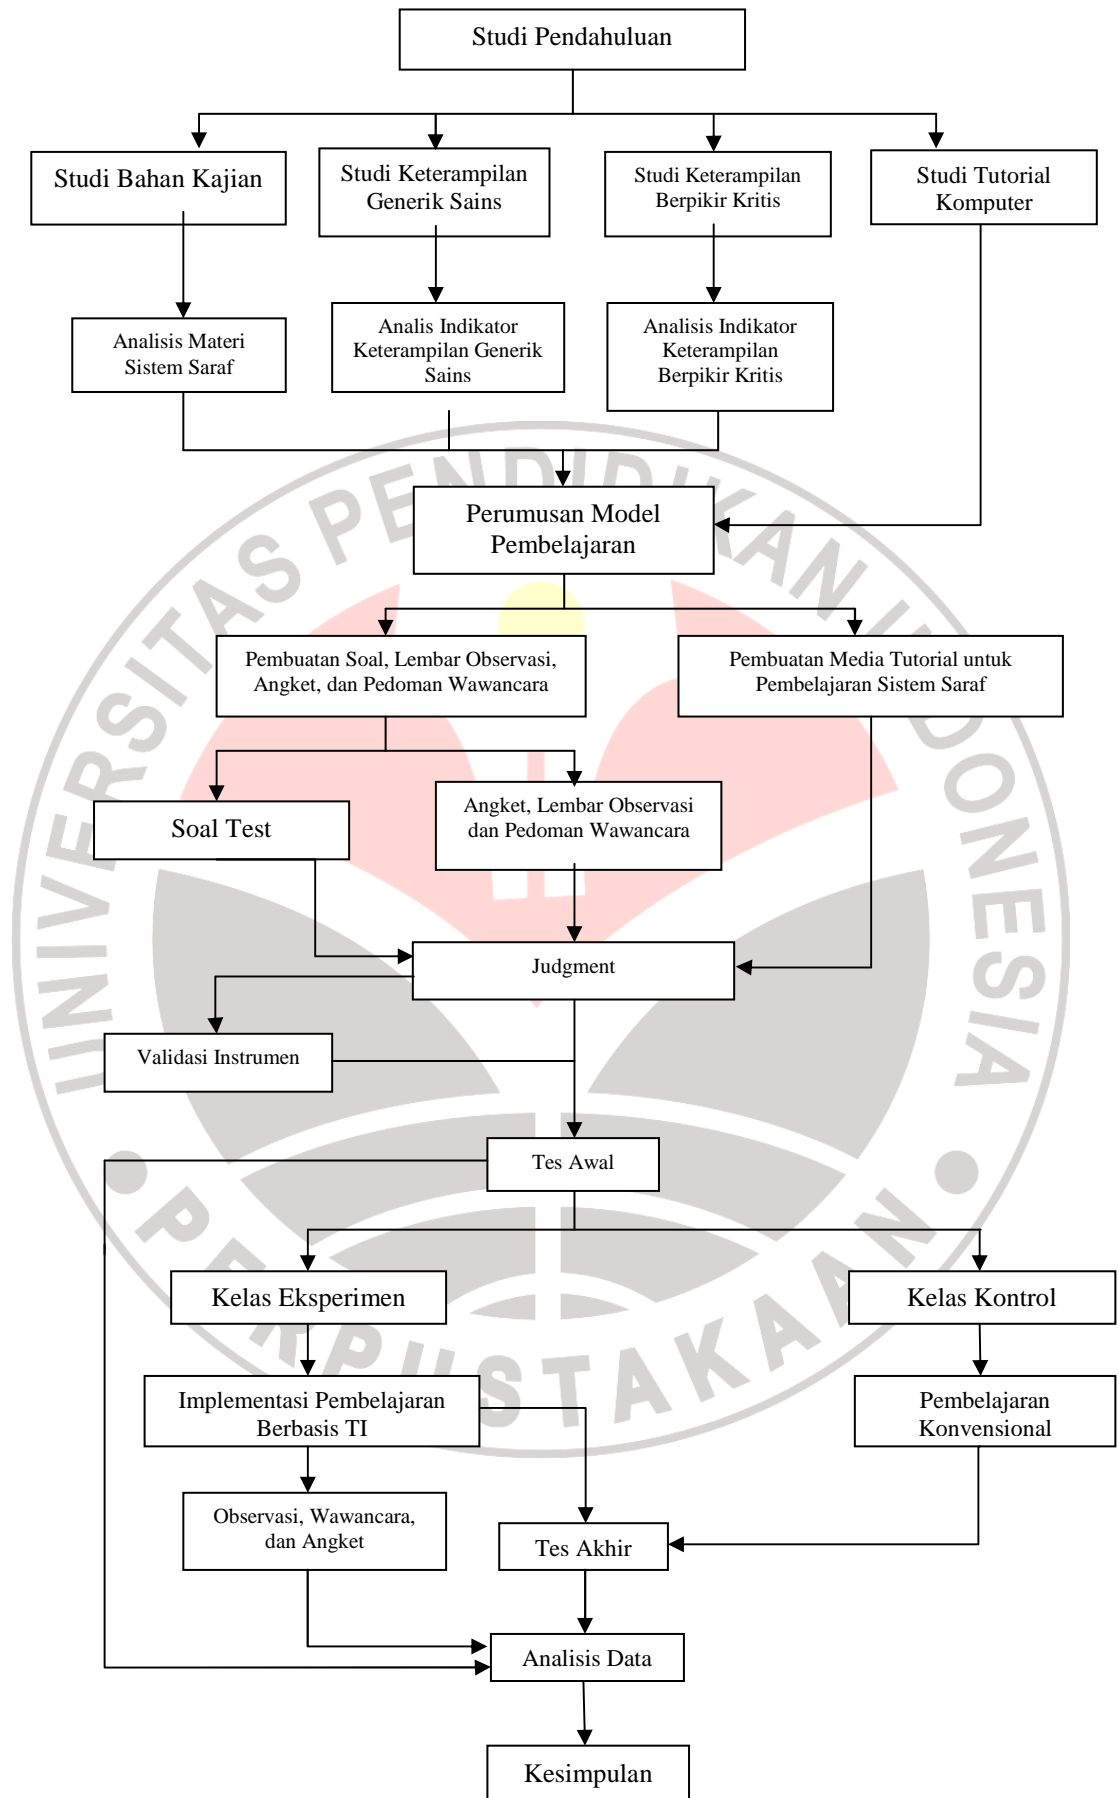 Studi Pendahuluan
Studi Bahan Kajian
Studi Keterampilan
Generik Sains
Studi Keterampilan
Berpikir Kritis
Studi Tutorial
Komputer
Analisis Materi
Sistem Saraf
Analis Indikator
Keterampilan Generik
Sains
Analisis Indikator
Keterampilan
Berpikir Kritis
Perumusan Model
Pembelajaran
Pembuatan Soal, Lembar Observasi,
Angket, dan Pedoman Wawancara
Pembuatan Media Tutorial untuk
Pembelajaran Sistem Saraf
Soal Test
Angket, Lembar Observasi
dan Pedoman Wawancara
Judgment
Validasi Instrumen
Tes Awal
Kelas Eksperimen
Kelas Kontrol
Implementasi Pembelajaran
Berbasis TI
Pembelajaran
Konvensional
Observasi, Wawancara,
dan Angket
Tes Akhir
Analisis Data
Kesimpulan
UNIVERSITAS PENDIDIKAN INDONESIA
PERPUSTAKAAN